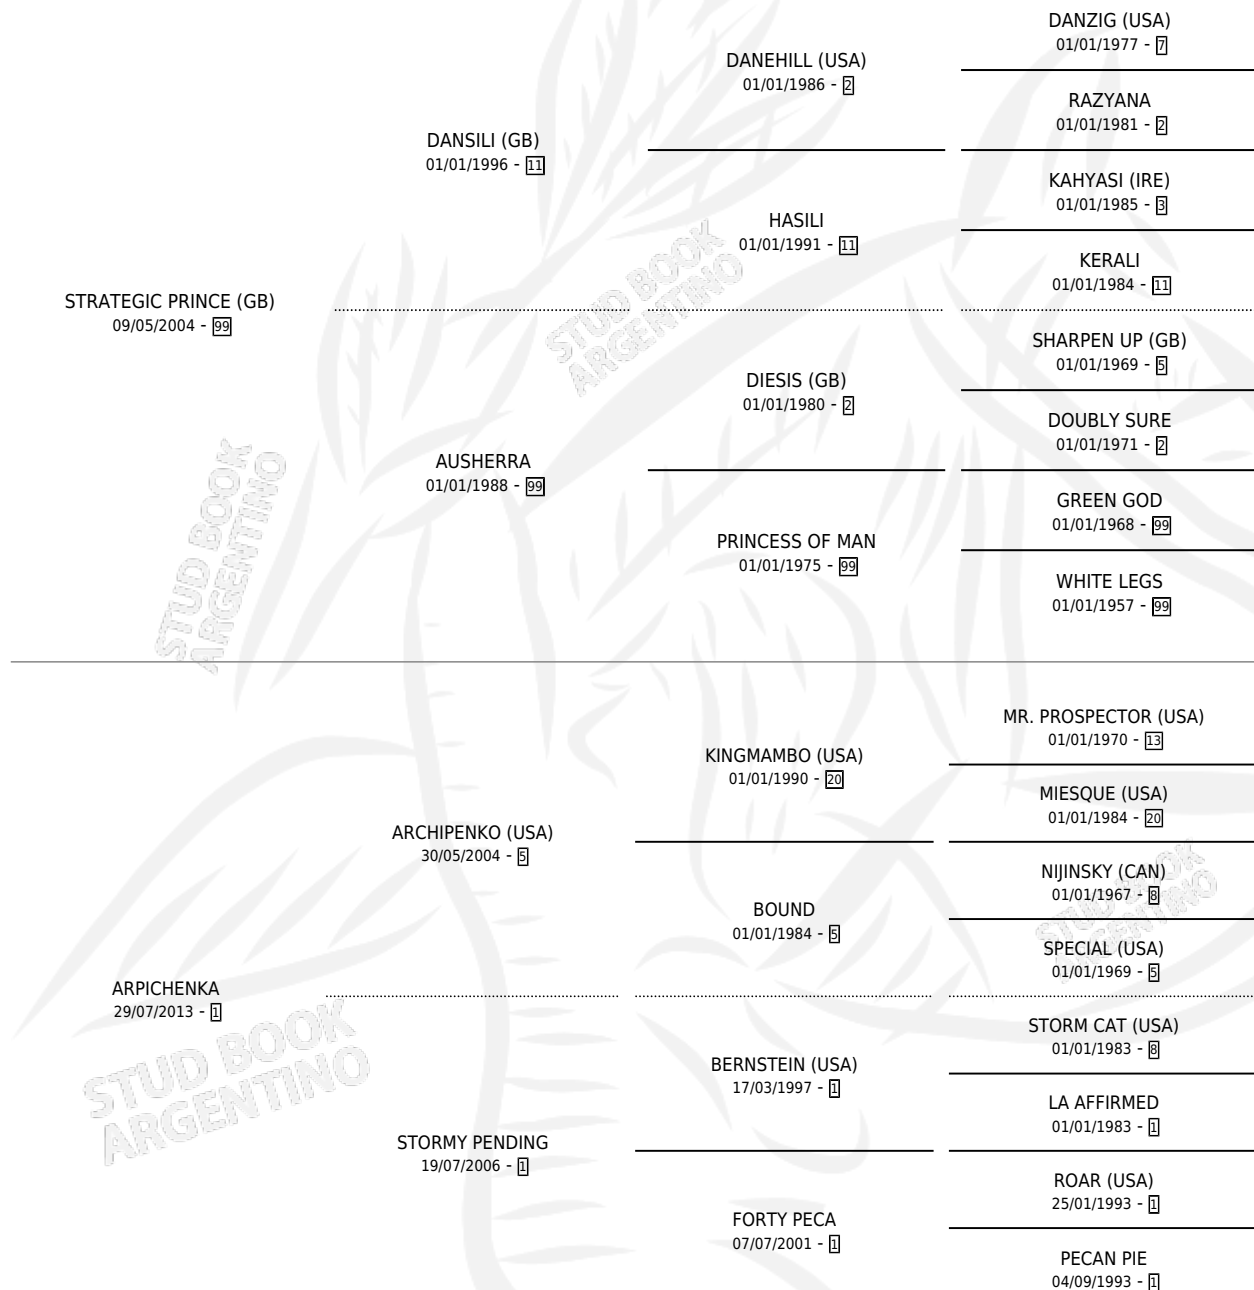 STRATEGIC PRINCE (GB)
09/05/2004 - 99
DANSILI (GB)
01/01/1996 - 11
DANEHILL (USA)
01/01/1986 - 2
DANZIG (USA)
01/01/1977 - 7
RAZYANA
01/01/1981 - 2
HASILI
01/01/1991 - 11
KAHYASI (IRE)
01/01/1985 - 3
KERALI
01/01/1984 - 11
AUSHERRA
01/01/1988 - 99
DIESIS (GB)
01/01/1980 - 2
SHARPEN UP (GB)
01/01/1969 - 5
DOUBLY SURE
01/01/1971 - 2
PRINCESS OF MAN
01/01/1975 - 99
GREEN GOD
01/01/1968 - 99
WHITE LEGS
01/01/1957 - 99
ARPICHENKA
29/07/2013 - 1
ARCHIPENKO (USA)
30/05/2004 - 5
KINGMAMBO (USA)
01/01/1990 - 20
MR. PROSPECTOR (USA)
01/01/1970 - 13
MIESQUE (USA)
01/01/1984 - 20
BOUND
01/01/1984 - 5
NIJINSKY (CAN)
01/01/1967 - 8
SPECIAL (USA)
01/01/1969 - 5
STORMY PENDING
19/07/2006 - 1
BERNSTEIN (USA)
17/03/1997 - 1
STORM CAT (USA)
01/01/1983 - 8
LA AFFIRMED
01/01/1983 - 1
FORTY PECA
07/07/2001 - 1
ROAR (USA)
25/01/1993 - 1
PECAN PIE
04/09/1993 - 1
STUD BOOK
ARGENTINO
STUD BOOK
ARGENTINO
STUD BOOK
ARGENTINO
STUD BOOK
ARGENTINO